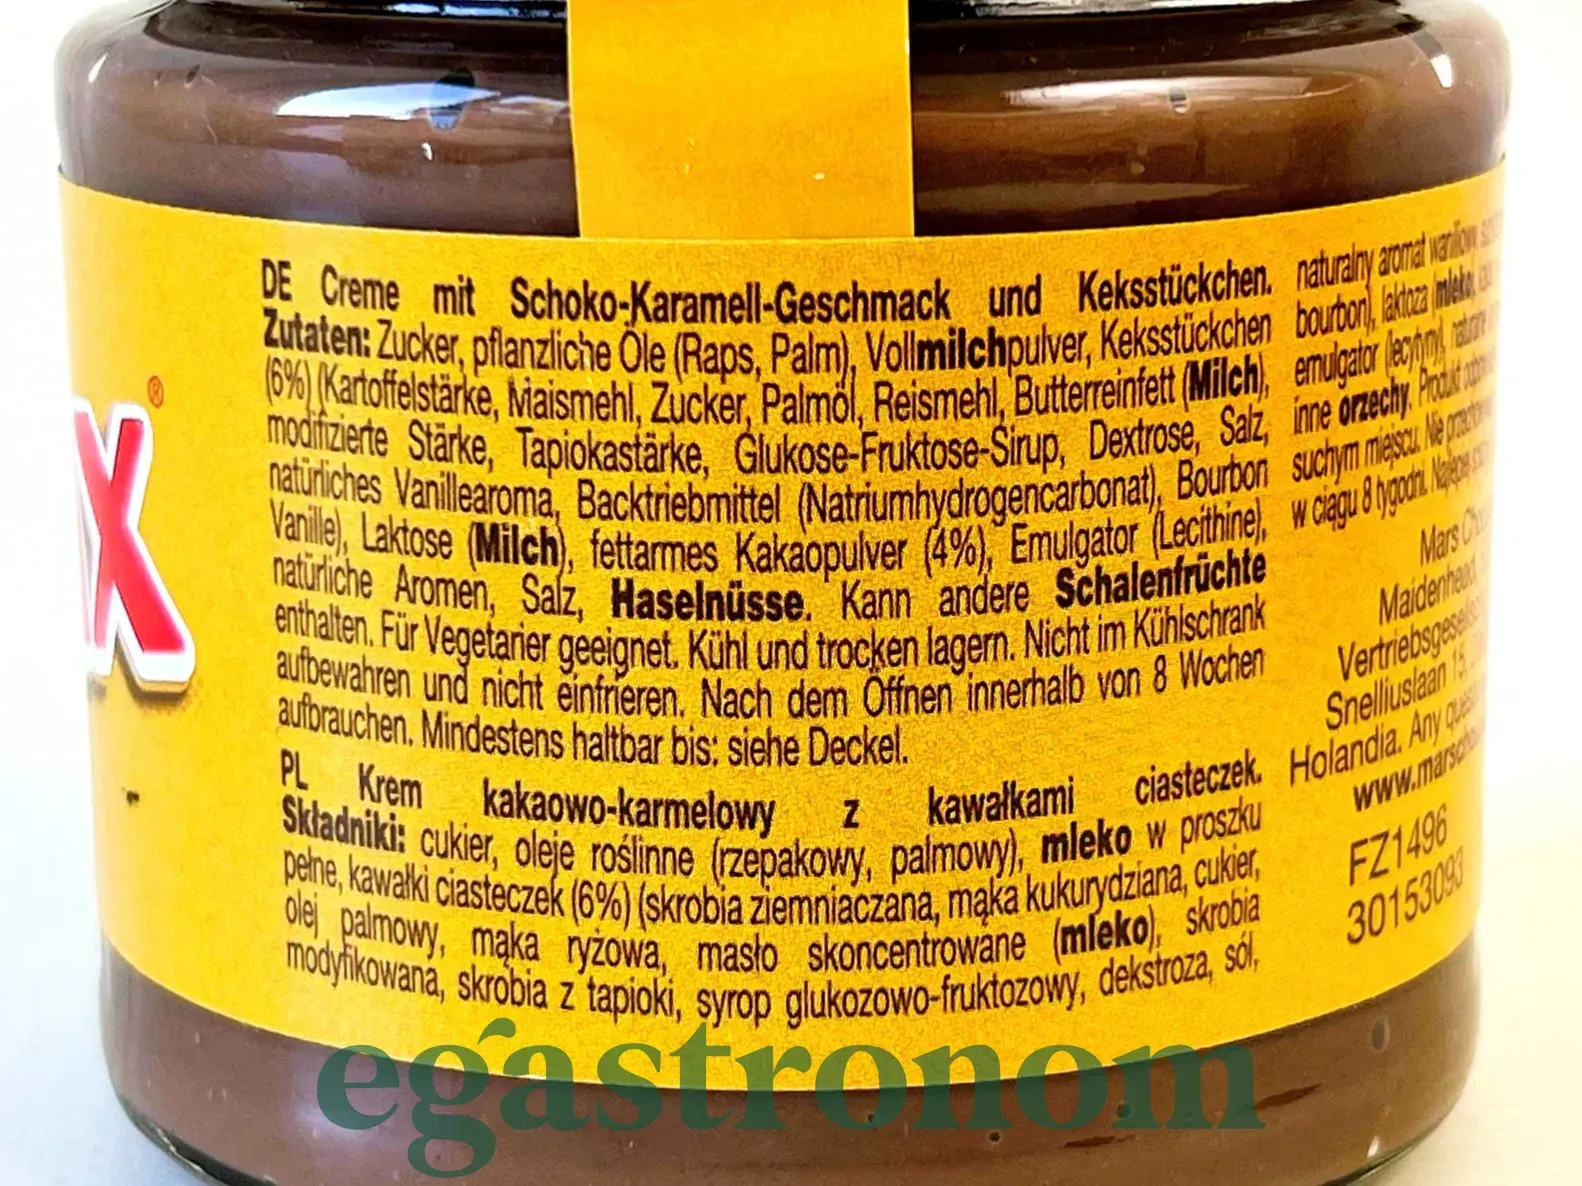 X®
DE Creme mit Schoko-Karamell-Geschmack und Keksstückchen.
Zutaten: Zucker, pflanzliche Öle (Raps, Palm), Vollmilchpulver, Keksstückchen
(6%) (Kartoffelstärke, Maismehl, Zucker, Palmöl, Reismehl, Butterreinfett (Milch),
modifizierte Stärke, Tapiokastärke, Glukose-Fruktose-Sirup, Dextrose, Salz,
natürliches Vanillearoma, Backtriebmittel (Natriumhydrogencarbonat), Bourbon
Vanille), Laktose (Milch), fettarmes Kakaopulver (4%), Emulgator (Lecithine),
natürliche Aromen, Salz, Haselnüsse. Kann andere Schalenfrüchte
enthalten. Für Vegetarier geeignet. Kühl und trocken lagern. Nicht im Kühlschrank
aufbewahren und nicht einfrieren. Nach dem Öffnen innerhalb von 8 Wochen
aufbrauchen. Mindestens haltbar bis: siehe Deckel.
PL Krem kakaowo-karmelowy z kawałkami ciasteczek.
Składniki: cukier, oleje roślinne (rzepakowy, palmowy), mleko w proszku
pełne, kawałki ciasteczek (6%) (skrobia ziemniaczana, mąka kukurydziana, cukier,
olej palmowy, mąka ryżowa, masło skoncentrowane (mleko), skrobia
modyfikowana, skrobia z tapioki, syrop glukozowo-fruktozowy, dekstroza, sól,
naturalny aromat waniliowy
bourbon), laktoza (mleko),
emulgator (lecytyny),
inne orzechy. Produkt
suchym miejscu. Nie
w ciągu 8 tygodni.
Mars
Maidenhead,
Snelliuslaan 15,
Holandia. Any
FZ1496
30153093
egastronom